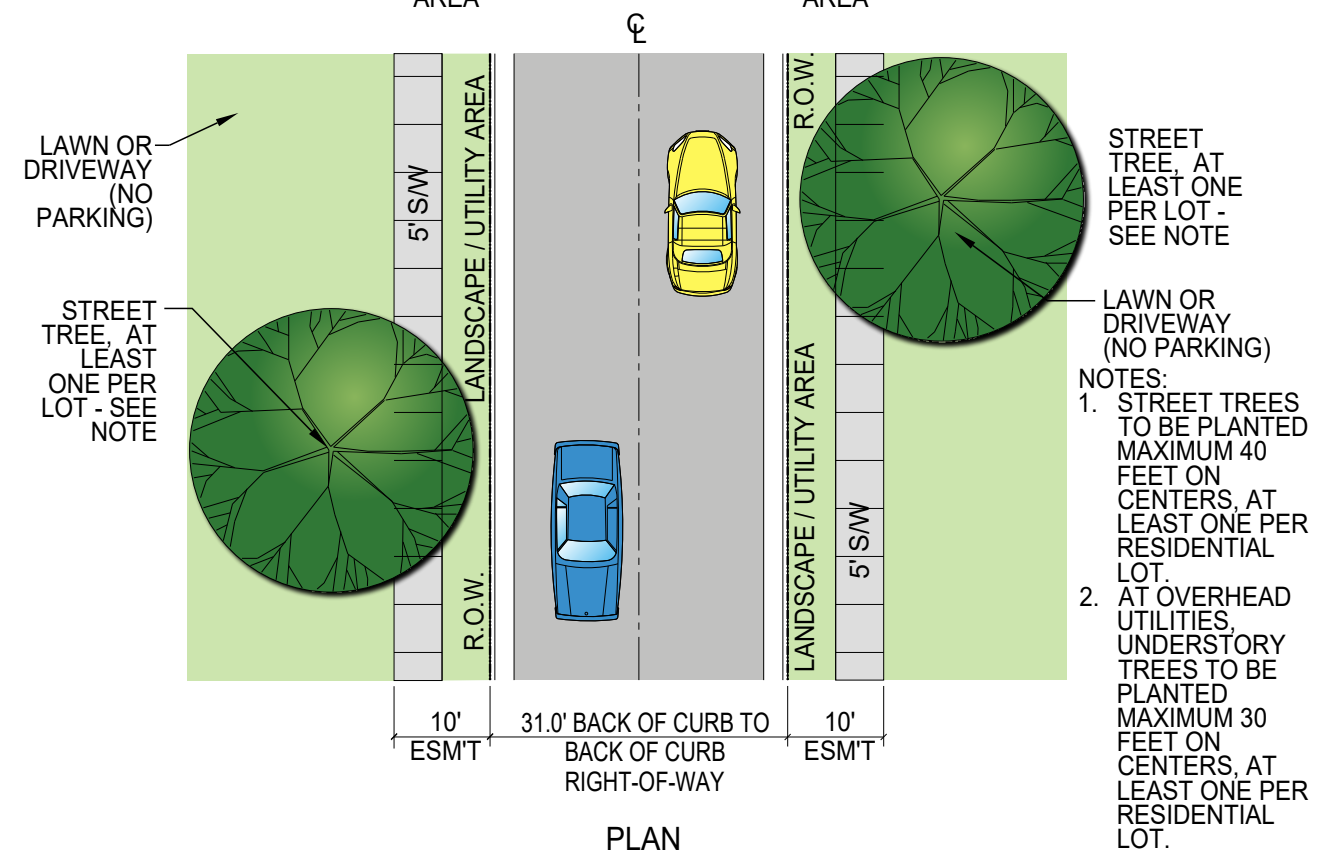 AREA
AREA
℄
LAWN OR
DRIVEWAY
(NO
PARKING)
STREET
TREE, AT
LEAST
ONE PER
LOT - SEE
NOTE
5' S/W
LANDSCAPE / UTILITY AREA
R.O.W.
R.O.W.
LANDSCAPE / UTILITY AREA
5' S/W
STREET
TREE, AT
LEAST ONE
PER LOT -
SEE NOTE
LAWN OR
DRIVEWAY
(NO PARKING)
NOTES:
1. STREET TREES
TO BE PLANTED
MAXIMUM 40
FEET ON
CENTERS, AT
LEAST ONE PER
RESIDENTIAL
LOT.
2. AT OVERHEAD
UTILITIES,
UNDERSTORY
TREES TO BE
PLANTED
MAXIMUM 30
FEET ON
CENTERS, AT
LEAST ONE PER
RESIDENTIAL
LOT.
10'
ESM'T
31.0' BACK OF CURB TO
BACK OF CURB
RIGHT-OF-WAY
10'
ESM'T
PLAN